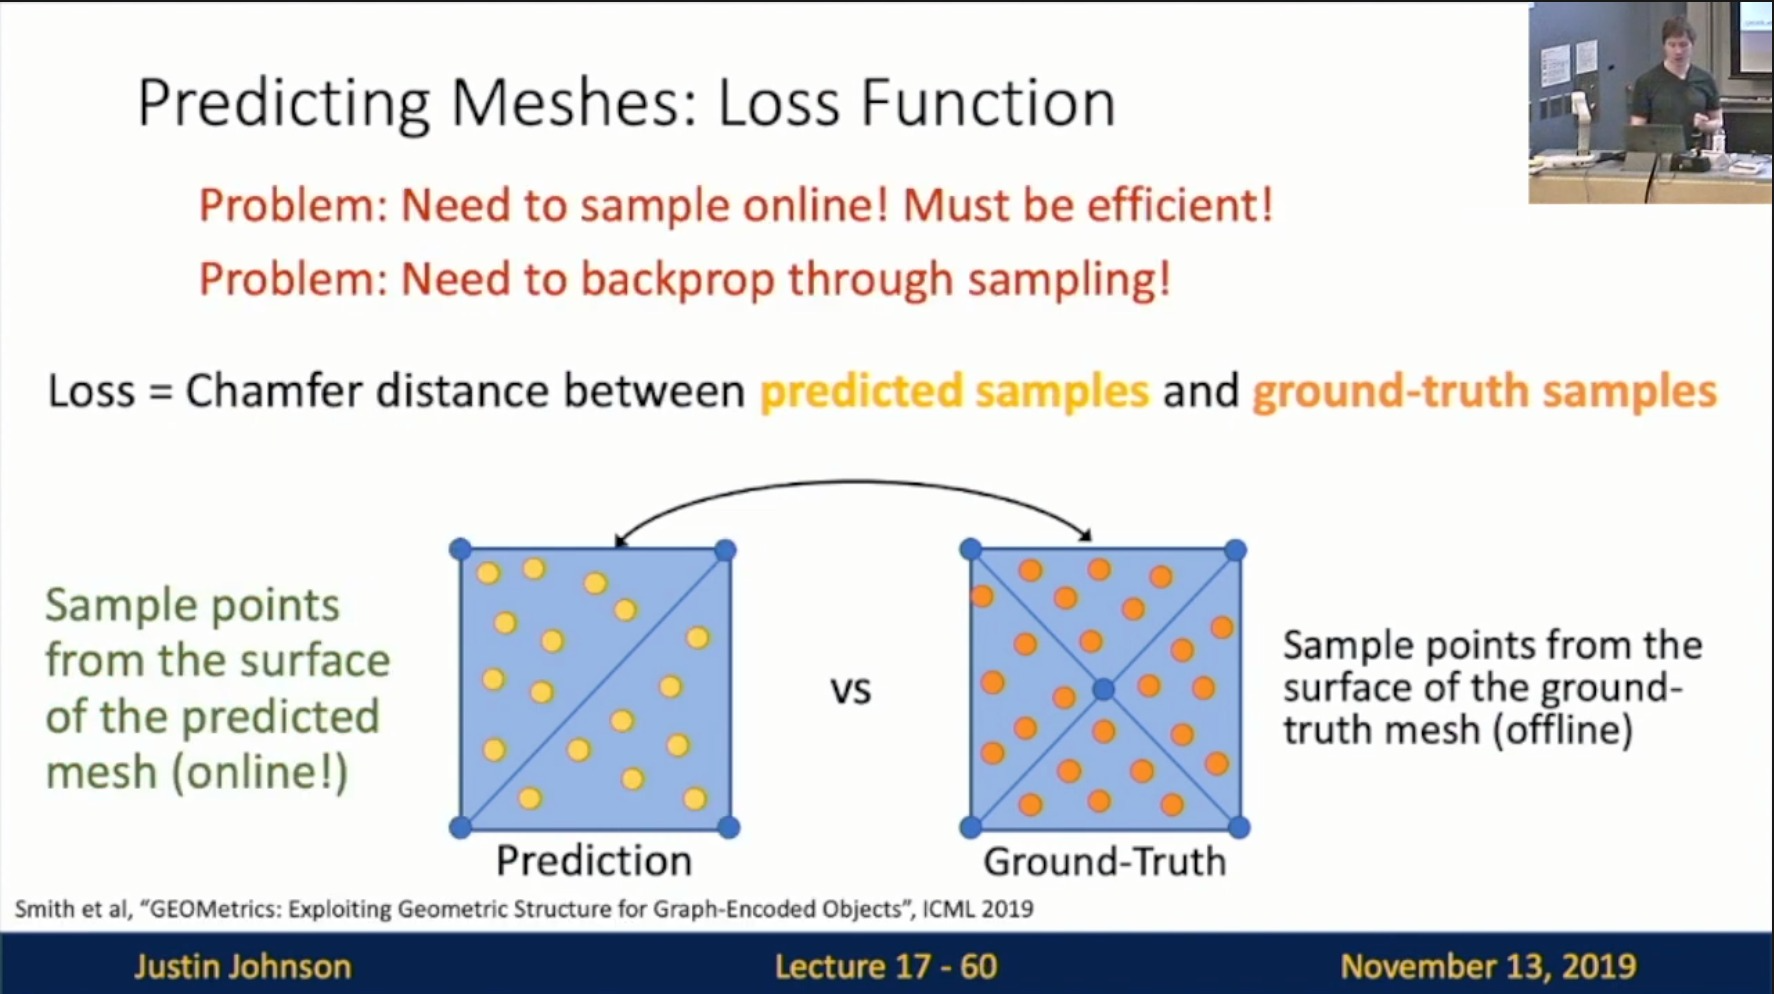 Predicting Meshes: Loss Function
Problem: Need to sample online! Must be efficient!
Problem: Need to backprop through sampling!
Loss = Chamfer distance between predicted samples and ground-truth samples
Sample points
from the surface
of the predicted
mesh (online!)
vs
Sample points from the
surface of the ground-
truth mesh (offline)
Prediction
Ground-Truth
Smith et al, “GEOMetrics: Exploiting Geometric Structure for Graph-Encoded Objects”, ICML 2019
Justin Johnson
Lecture 17 - 60
November 13, 2019